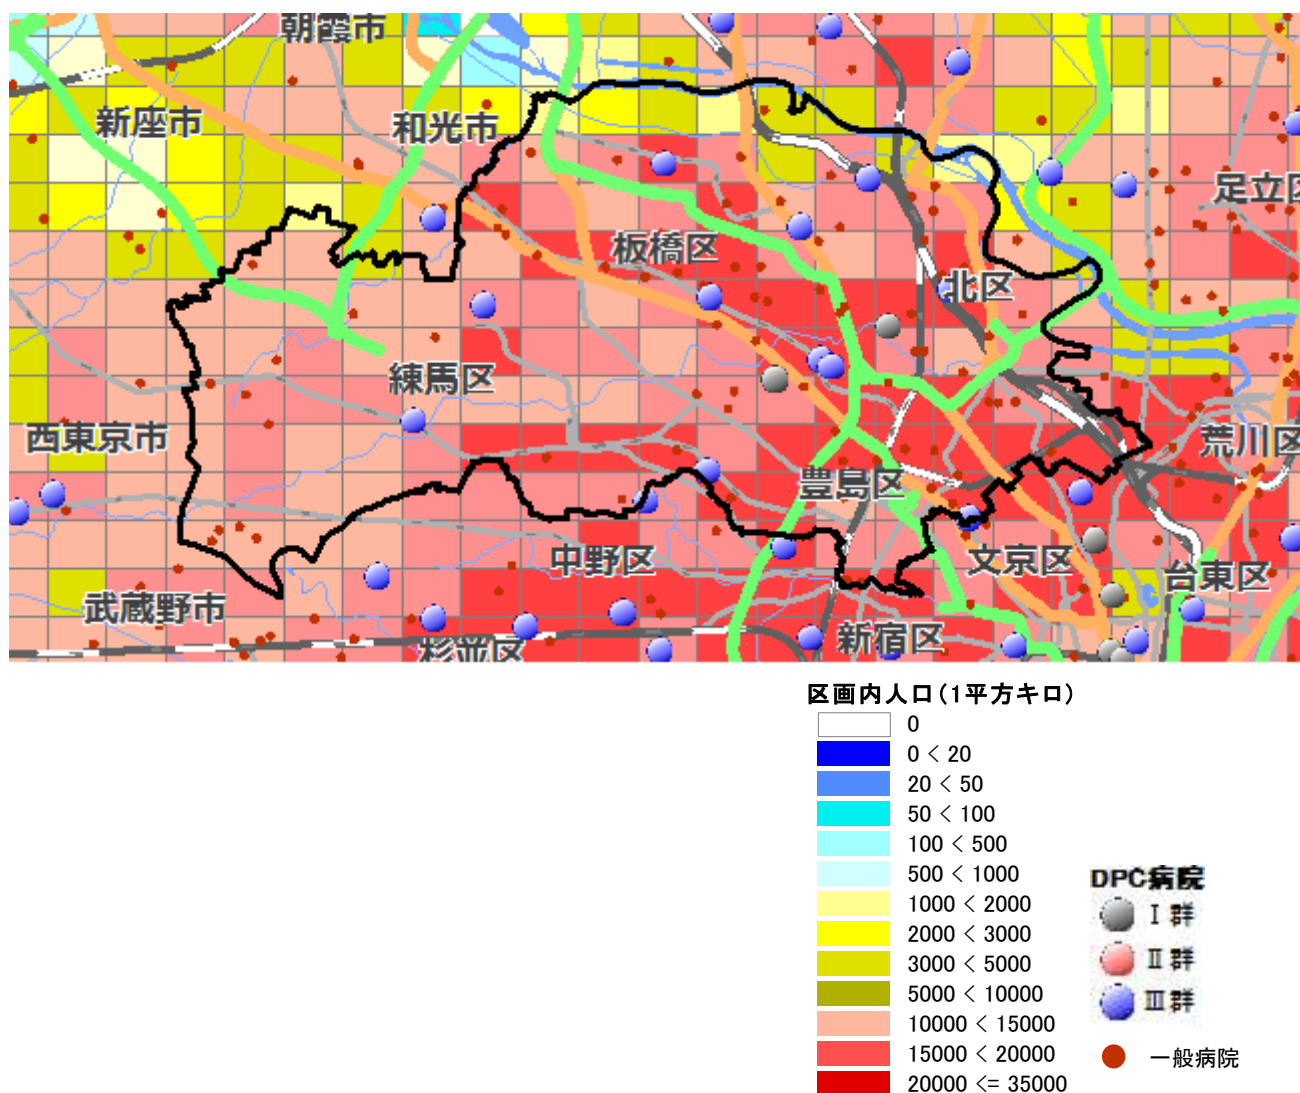 朝霞市
新座市
和光市
足立区
板橋区
北区
練馬区
西東京市
荒川区
豊島区
中野区
文京区
台東区
武蔵野市
新宿区
杉並区
区画内人口(1平方キロ)
0
0 < 20
20 < 50
50 < 100
100 < 500
500 < 1000
1000 < 2000
2000 < 3000
3000 < 5000
5000 < 10000
10000 < 15000
15000 < 20000
20000 <= 35000
DPC病院
Ⅰ群
Ⅱ群
Ⅲ群
一般病院